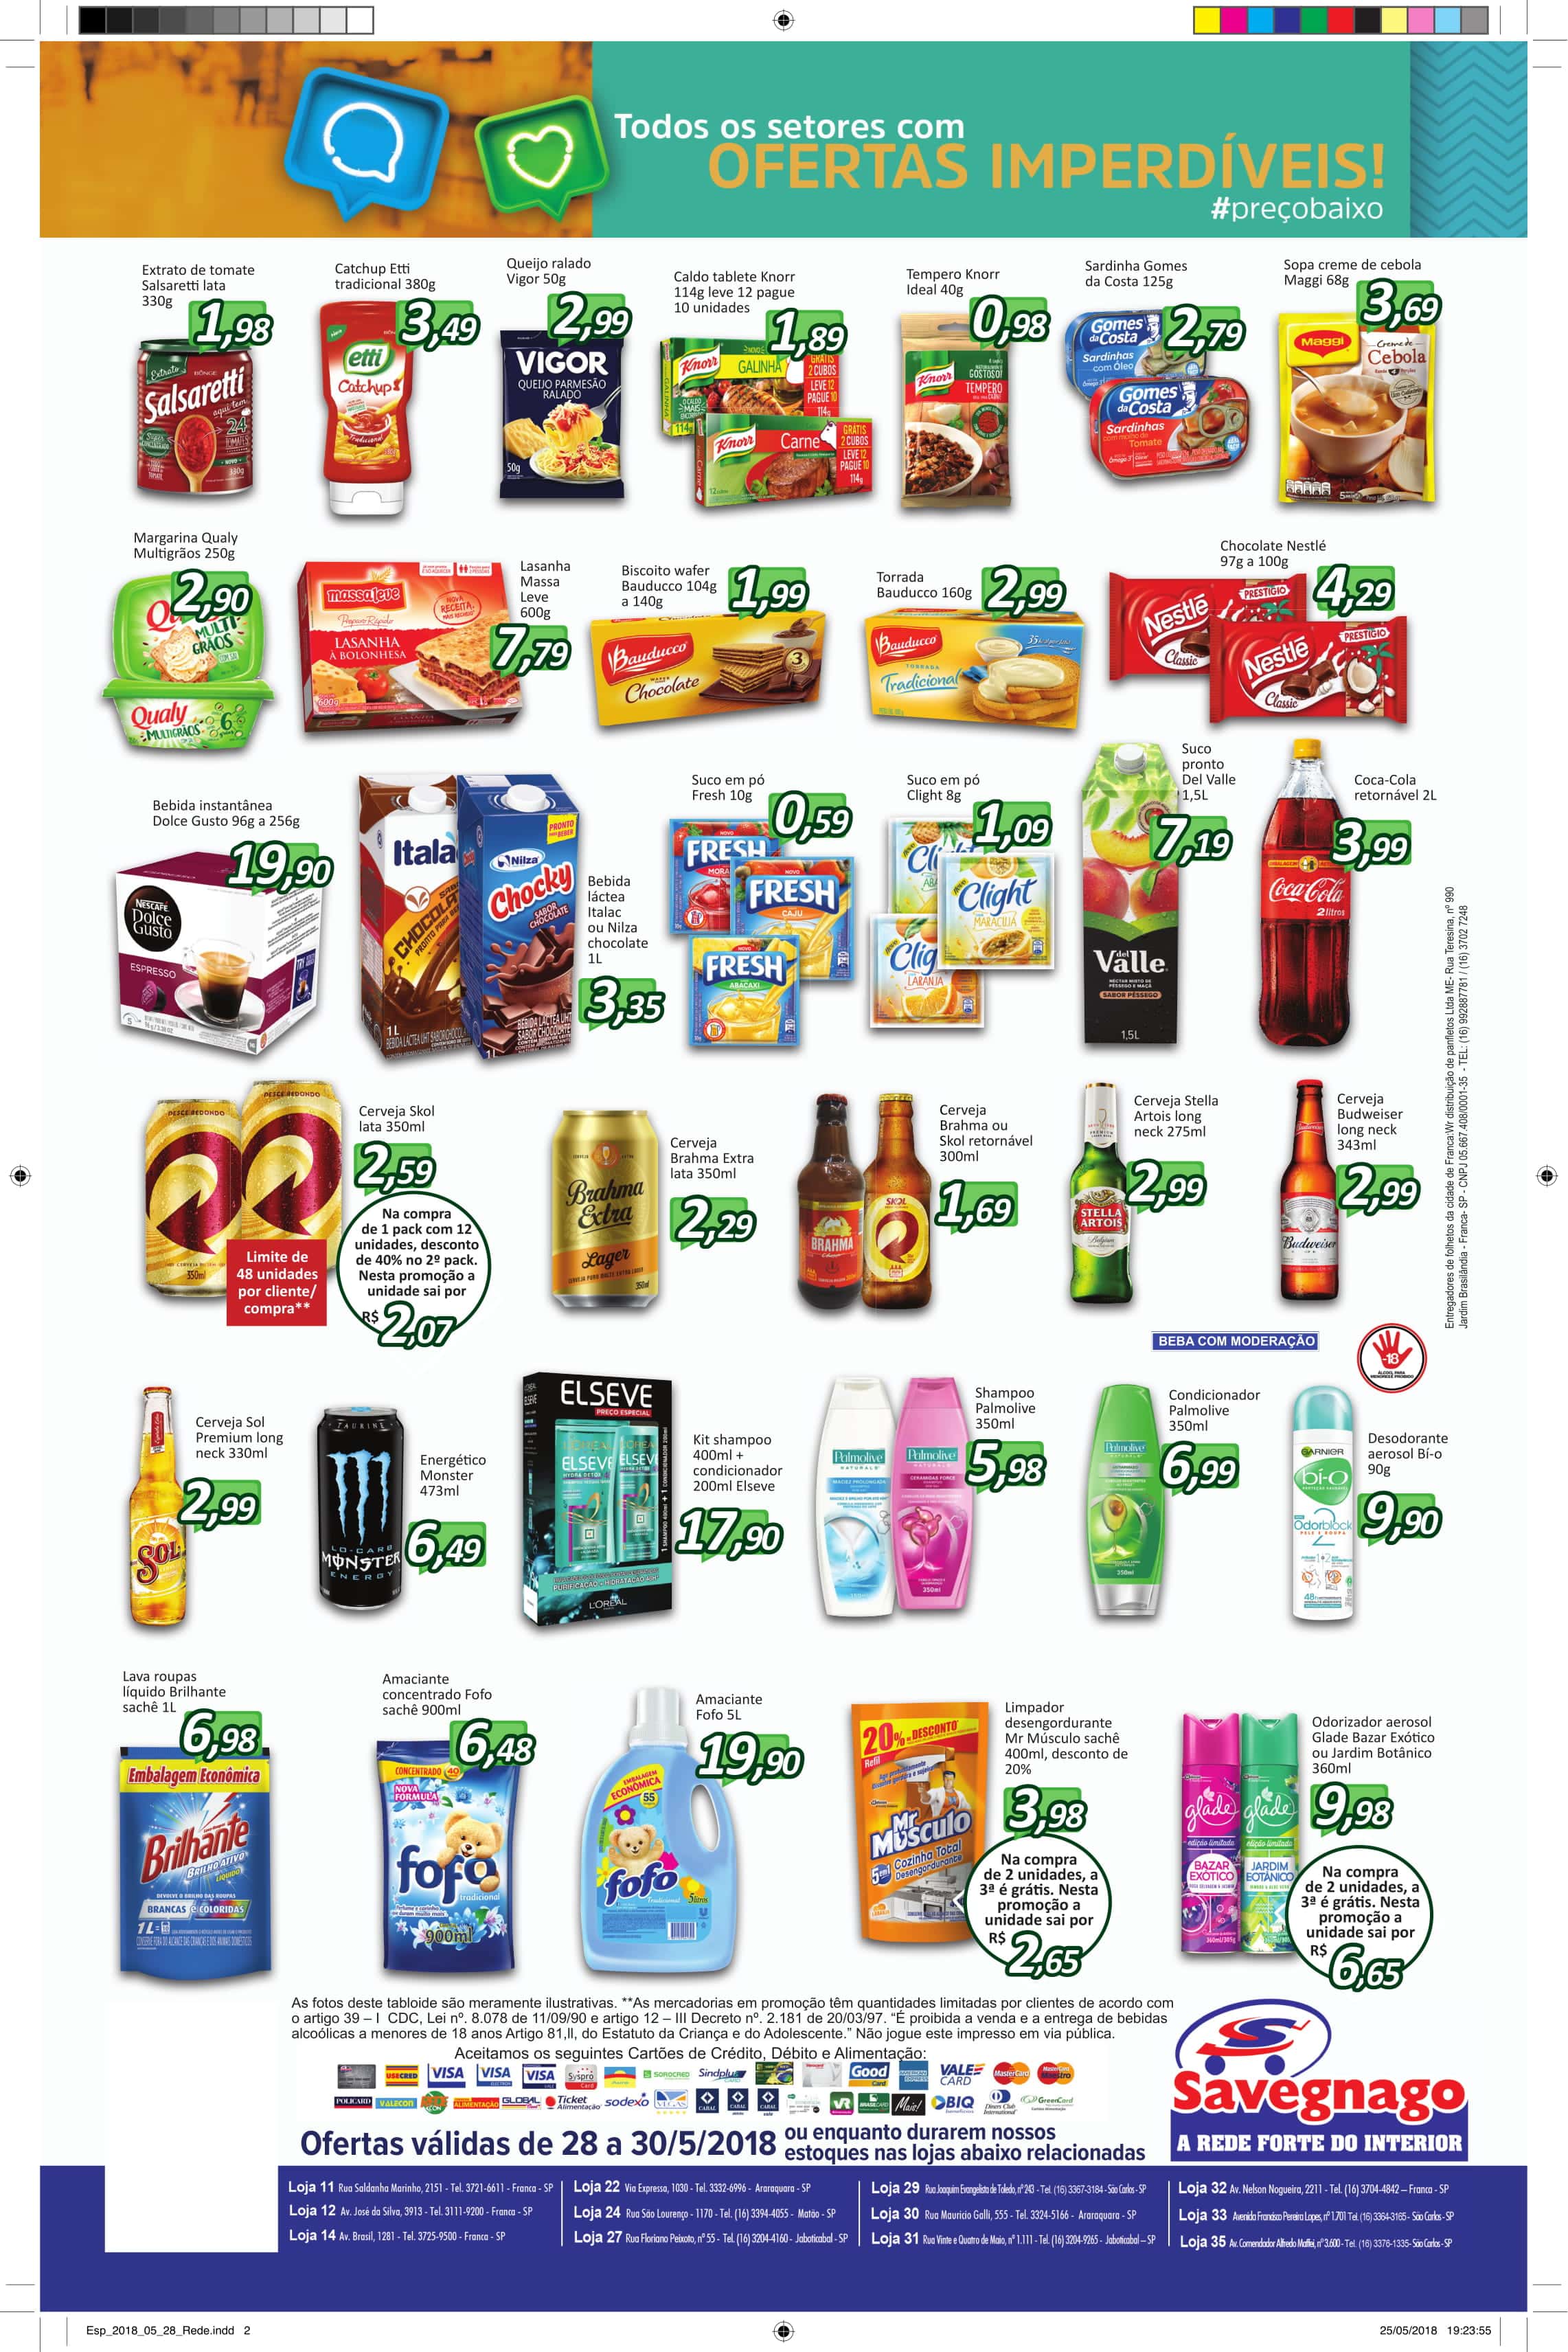 Todos os setores com
OFERTAS IMPERDÍVEIS!
#preçobaixo
Extrato de tomate
Salsaretti lata
330g
1,98
Catchup Etti
tradicional 380g
3,49
Queijo ralado
Vigor 50g
2,99
Caldo tablete Knorr
114g leve 12 pague
10 unidades
1,89
Tempero Knorr
Ideal 40g
0,98
Sardinha Gomes
da Costa 125g
2,79
Sopa creme de cebola
Maggi 68g
3,69
Margarina Qualy
Multigrãos 250g
2,90
Lasanha
Massa
Leve
600g
7,79
Biscoito wafer
Bauducco 104g
a 140g
1,99
Torrada
Bauducco 160g
2,99
Chocolate Nestlé
97g a 100g
4,29
Bebida instantânea
Dolce Gusto 96g a 256g
19,90
Bebida
láctea
Italac
ou Nilza
chocolate
1L
3,35
Suco em pó
Fresh 10g
0,59
Suco em pó
Clight 8g
1,09
Suco
pronto
Del Valle
1,5L
7,19
Coca-Cola
retornável 2L
3,99
Entregadores de folhetos da cidade de Franca:Wr distribuição de panfletos Ltda ME- Rua Teresina, nº 990
Jardim Brasilândia - Franca- SP - CNPJ 05.667.408/0001-35 - TEL: (16) 992887781 / (16) 3702 7248
Cerveja Skol
lata 350ml
2,59
Na compra
de 1 pack com 12
unidades, desconto
de 40% no 2º pack.
Nesta promoção a
unidade sai por
R$ 2,07
Limite de
48 unidades
por cliente/
compra**
Cerveja
Brahma Extra
lata 350ml
2,29
Cerveja
Brahma ou
Skol retornável
300ml
1,69
Cerveja Stella
Artois long
neck 275ml
2,99
Cerveja
Budweiser
long neck
343ml
2,99
BEBA COM MODERAÇÃO
-18
Cerveja Sol
Premium long
neck 330ml
2,99
Energético
Monster
473ml
6,49
Kit shampoo
400ml +
condicionador
200ml Elseve
17,90
Shampoo
Palmolive
350ml
5,98
Condicionador
Palmolive
350ml
6,99
Desodorante
aerosol Bí-o
90g
9,90
Lava roupas
líquido Brilhante
sachê 1L
6,98
Amaciante
concentrado Fofo
sachê 900ml
6,48
Amaciante
Fofo 5L
19,90
Limpador
desengordurante
Mr Músculo sachê
400ml, desconto de
20%
3,98
Na compra
de 2 unidades, a
3ª é grátis. Nesta
promoção a
unidade sai por
R$ 2,65
Odorizador aerosol
Glade Bazar Exótico
ou Jardim Botânico
360ml
9,98
Na compra
de 2 unidades, a
3ª é grátis. Nesta
promoção a
unidade sai por
R$ 6,65
As fotos deste tabloide são meramente ilustrativas. **As mercadorias em promoção têm quantidades limitadas por clientes de acordo com
o artigo 39 – I CDC, Lei nº. 8.078 de 11/09/90 e artigo 12 – III Decreto nº. 2.181 de 20/03/97. “É proibida a venda e a entrega de bebidas
alcoólicas a menores de 18 anos Artigo 81,II, do Estatuto da Criança e do Adolescente.” Não jogue este impresso em via pública.
Aceitamos os seguintes Cartões de Crédito, Débito e Alimentação:
Ofertas válidas de 28 a 30/5/2018 ou enquanto durarem nossos
estoques nas lojas abaixo relacionadas
Savegnago
A REDE FORTE DO INTERIOR
Loja 11 Rua Saldanha Marinho, 2151 - Tel. 3721-6611 - Franca - SP
Loja 12 Av. José da Silva, 3913 - Tel. 3111-9200 - Franca - SP
Loja 14 Av. Brasil, 1281 - Tel. 3725-9500 - Franca - SP
Loja 22 Via Expressa, 1030 - Tel. 3332-6996 - Araraquara - SP
Loja 24 Rua São Lourenço - 1170 - Tel. (16) 3394-4055 - Matão - SP
Loja 27 Rua Floriano Peixoto, nº 55 - Tel. (16) 3204-4160 - Jaboticabal - SP
Loja 29 Rua Joaquim Evangelista de Toledo, nº 243 - Tel. (16) 3367-3184 - São Carlos - SP
Loja 30 Rua Mauricio Galli, 555 - Tel. 3324-5166 - Araraquara - SP
Loja 31 Rua Vinte e Quatro de Maio, nº 1.111 - Tel. (16) 3204-9265 - Jaboticabal – SP
Loja 32 Av. Nelson Nogueira, 2211 - Tel. (16) 3704-4842 – Franca - SP
Loja 33 Avenida Francisco Pereira Lopes, nº 1.701 Tel. (16) 3364-3165 - São Carlos - SP
Loja 35 Av. Comendador Alfredo Maffei, nº 3.600 - Tel. (16) 3376-1335- São Carlos - SP
Esp_2018_05_28_Rede.indd 2
25/05/2018 19:23:55